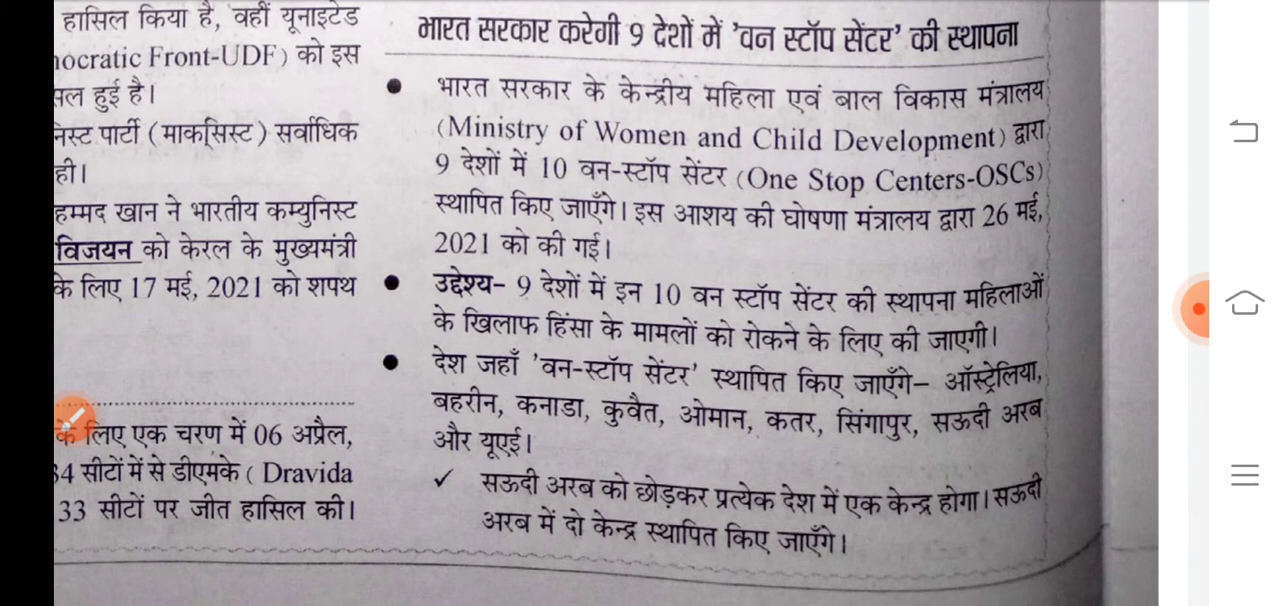 हासिल किया है, वहीं यूनाइटेड
nocratic Front-UDF) को इस
सल हुई है।
निस्ट पार्टी (मार्क्सिस्ट) सर्वाधिक
ही।
हम्मद खान ने भारतीय कम्युनिस्ट
विजयन को केरल के मुख्यमंत्री
के लिए 17 मई, 2021 को शपथ
के लिए एक चरण में 06 अप्रैल,
34 सीटों में से डीएमके ( Dravida
133 सीटों पर जीत हासिल की।
भारत सरकार करेगी 9 देशों में 'वन स्टॉप सेंटर' की स्थापना
● भारत सरकार के केन्द्रीय महिला एवं बाल विकास मंत्रालय
(Ministry of Women and Child Development) द्वारा
9 देशों में 10 वन-स्टॉप सेंटर (One Stop Centers-OSCs)
स्थापित किए जाएँगे। इस आशय की घोषणा मंत्रालय द्वारा 26 मई,
2021 को की गई।
● उद्देश्य- 9 देशों में इन 10 वन स्टॉप सेंटर की स्थापना महिलाओं
के खिलाफ हिंसा के मामलों को रोकने के लिए की जाएगी।
● देश जहाँ 'वन-स्टॉप सेंटर' स्थापित किए जाएँगे- ऑस्ट्रेलिया,
बहरीन, कनाडा, कुवैत, ओमान, कतर, सिंगापुर, सऊदी अरब
और यूएई।
✓ सऊदी अरब को छोड़कर प्रत्येक देश में एक केन्द्र होगा। सऊदी
अरब में दो केन्द्र स्थापित किए जाएँगे।